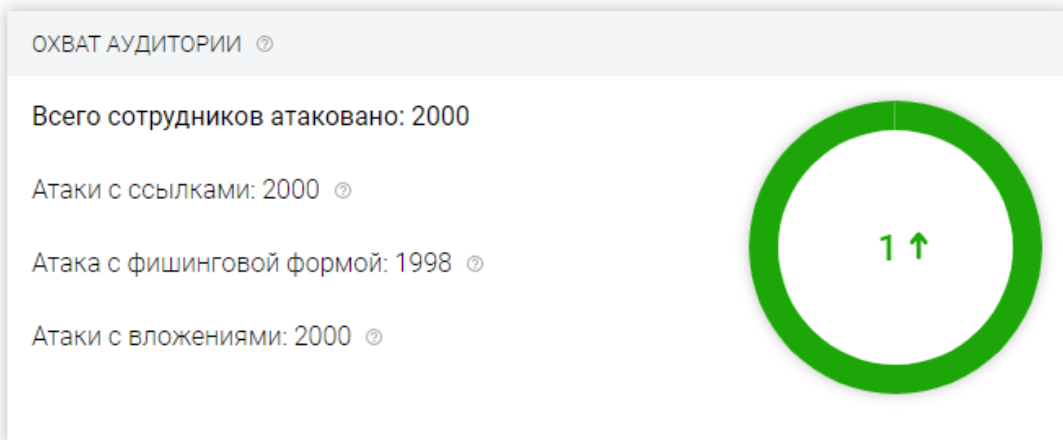 ОХВАТ АУДИТОРИИ ?
Всего сотрудников атаковано: 2000
Атаки с ссылками: 2000 ?
Атака с фишинговой формой: 1998 ?
Атаки с вложениями: 2000 ?
1 ↑